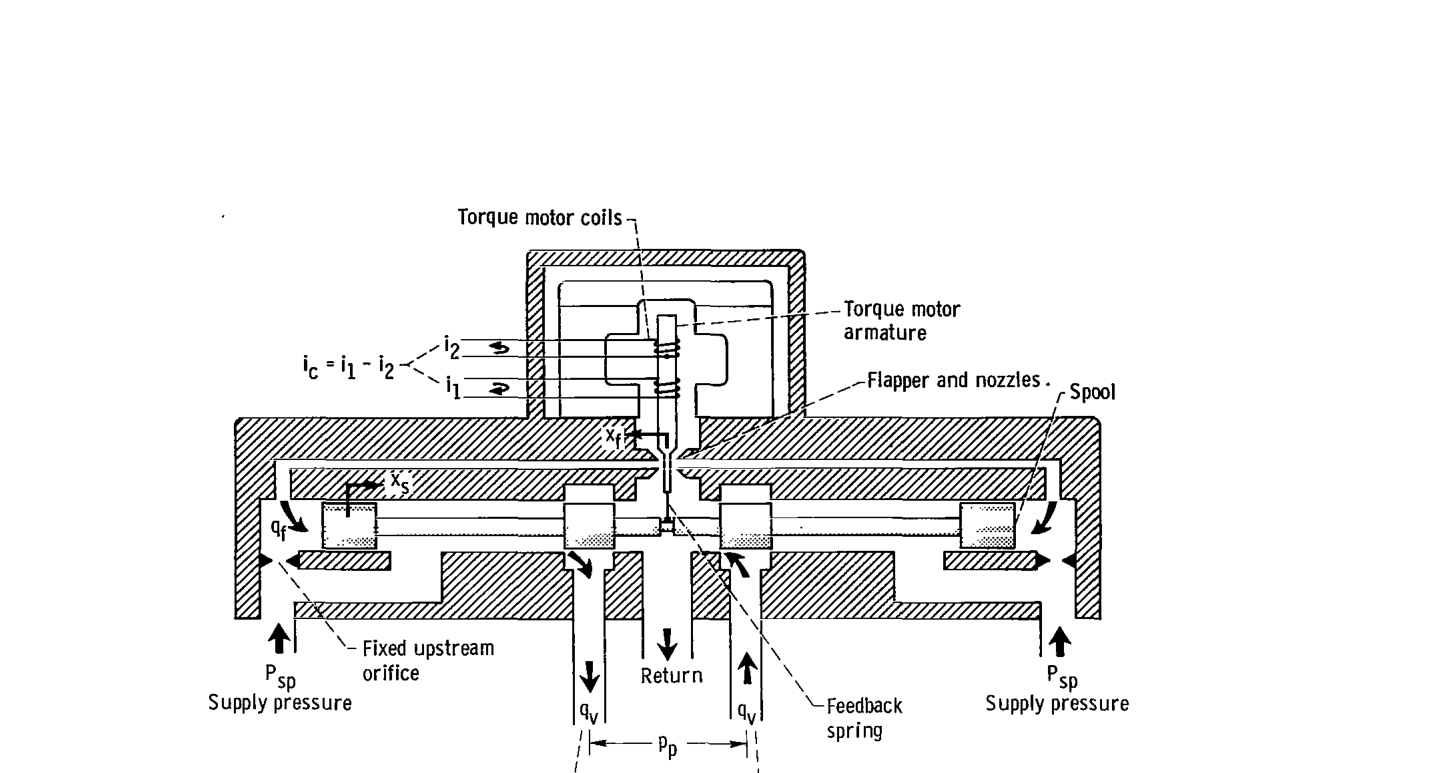 Torque motor coils
Torque motor
armature
i2
ic = i1 - i2
i1
Flapper and nozzles.
Spool
xf
xs
qf
Fixed upstream
orifice
Psp
Supply pressure
Return
Psp
Supply pressure
qv
qv
Feedback
spring
pp